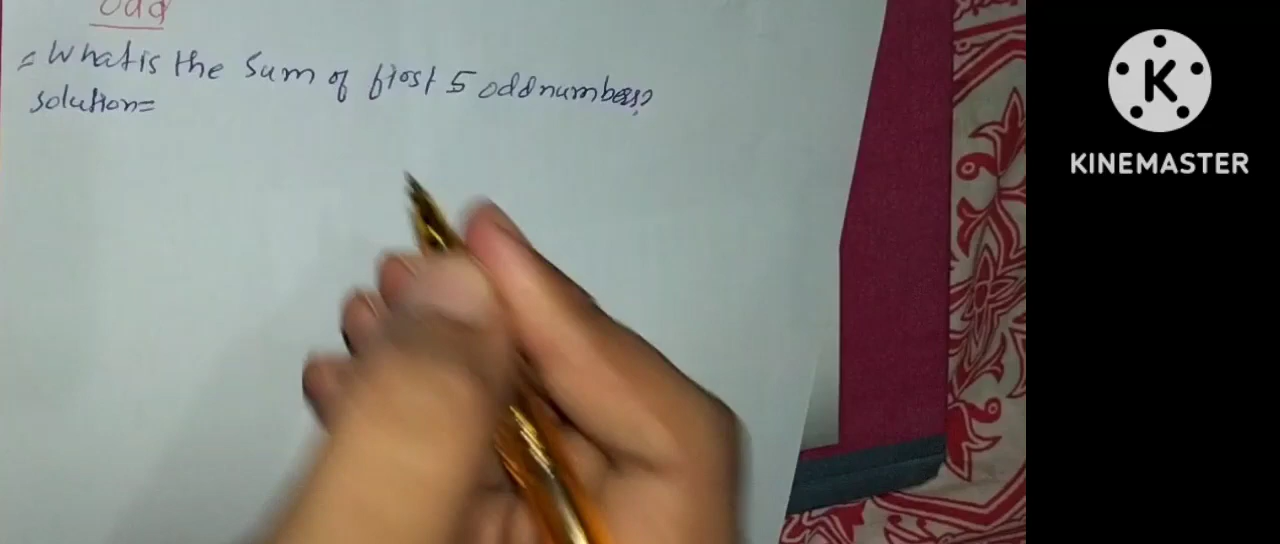 Odd
= What is the sum of first 5 odd numbers?
solution=
K
KINEMASTER